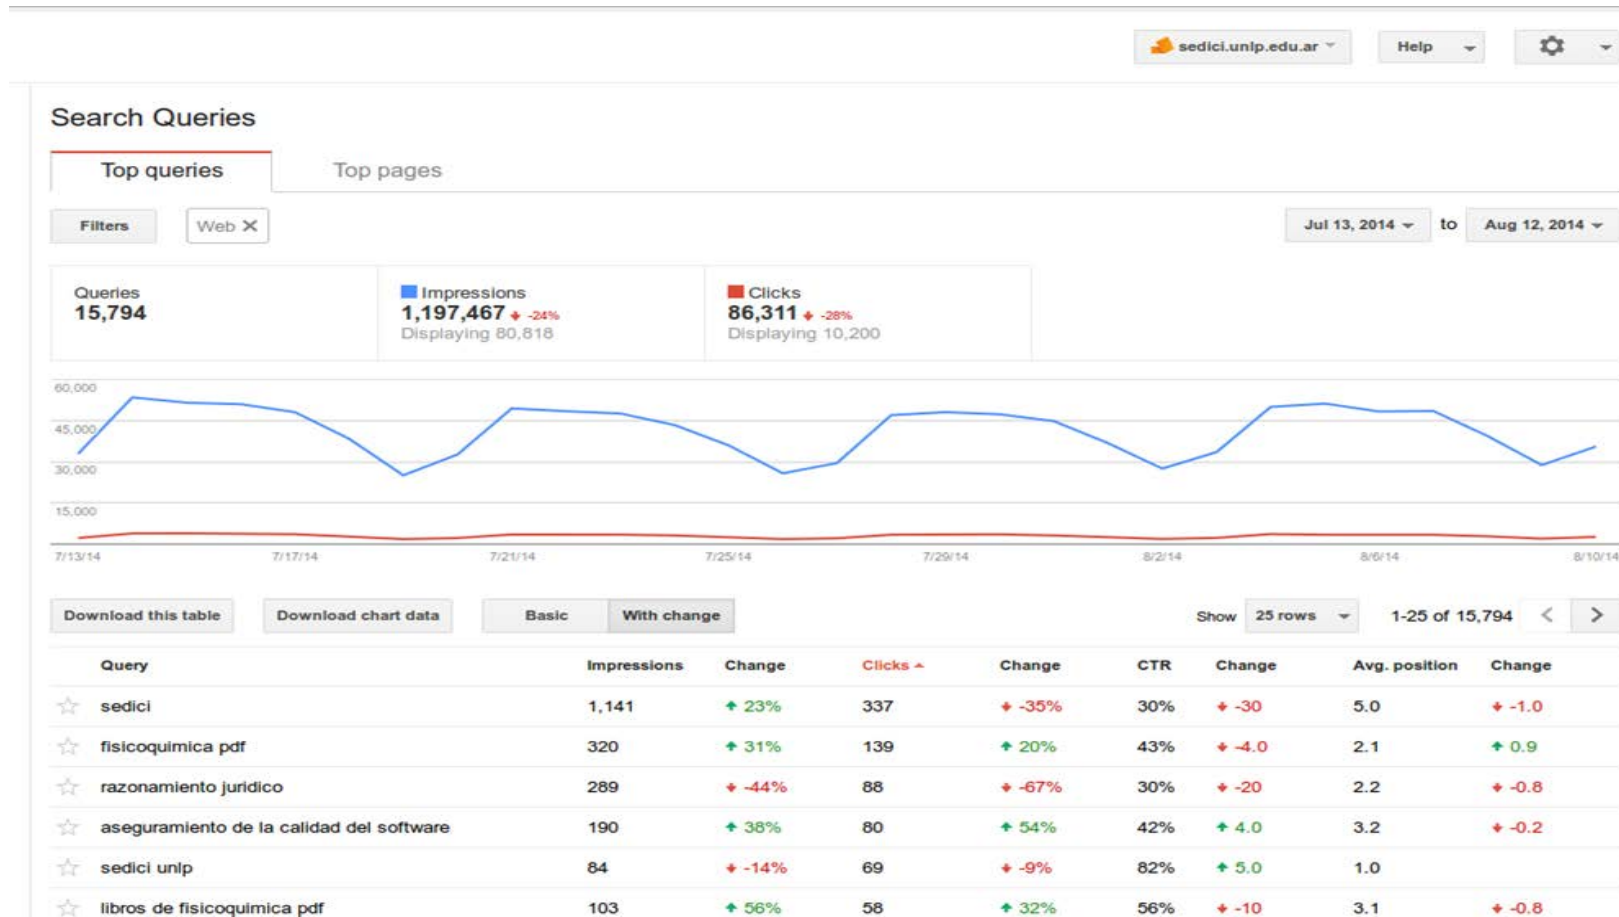 sedici.unlp.edu.ar Help
Search Queries
Top queries Top pages
Filters Web Jul 13, 2014 to Aug 12, 2014
Queries Impressions Clicks
15,794 1,197,467 -24% 86,311 -28%
Displaying 80,818 Displaying 10,200
60,000
45,000
30,000
15,000
7/13/14 7/17/14 7/21/14 7/25/14 7/29/14 8/2/14 8/6/14 8/10/14
Download this table Download chart data Basic With change Show 25 rows 1-25 of 15,794
Query Impressions Change Clicks Change CTR Change Avg. position Change
sedici 1,141 23% 337 -35% 30% -30 5.0 -1.0
fisicoquimica pdf 320 31% 139 20% 43% -4.0 2.1 0.9
razonamiento juridico 289 -44% 88 -67% 30% -20 2.2 -0.8
aseguramiento de la calidad del software 190 38% 80 54% 42% 4.0 3.2 -0.2
sedici unlp 84 -14% 69 -9% 82% 5.0 1.0
libros de fisicoquimica pdf 103 56% 58 32% 56% -10 3.1 -0.8